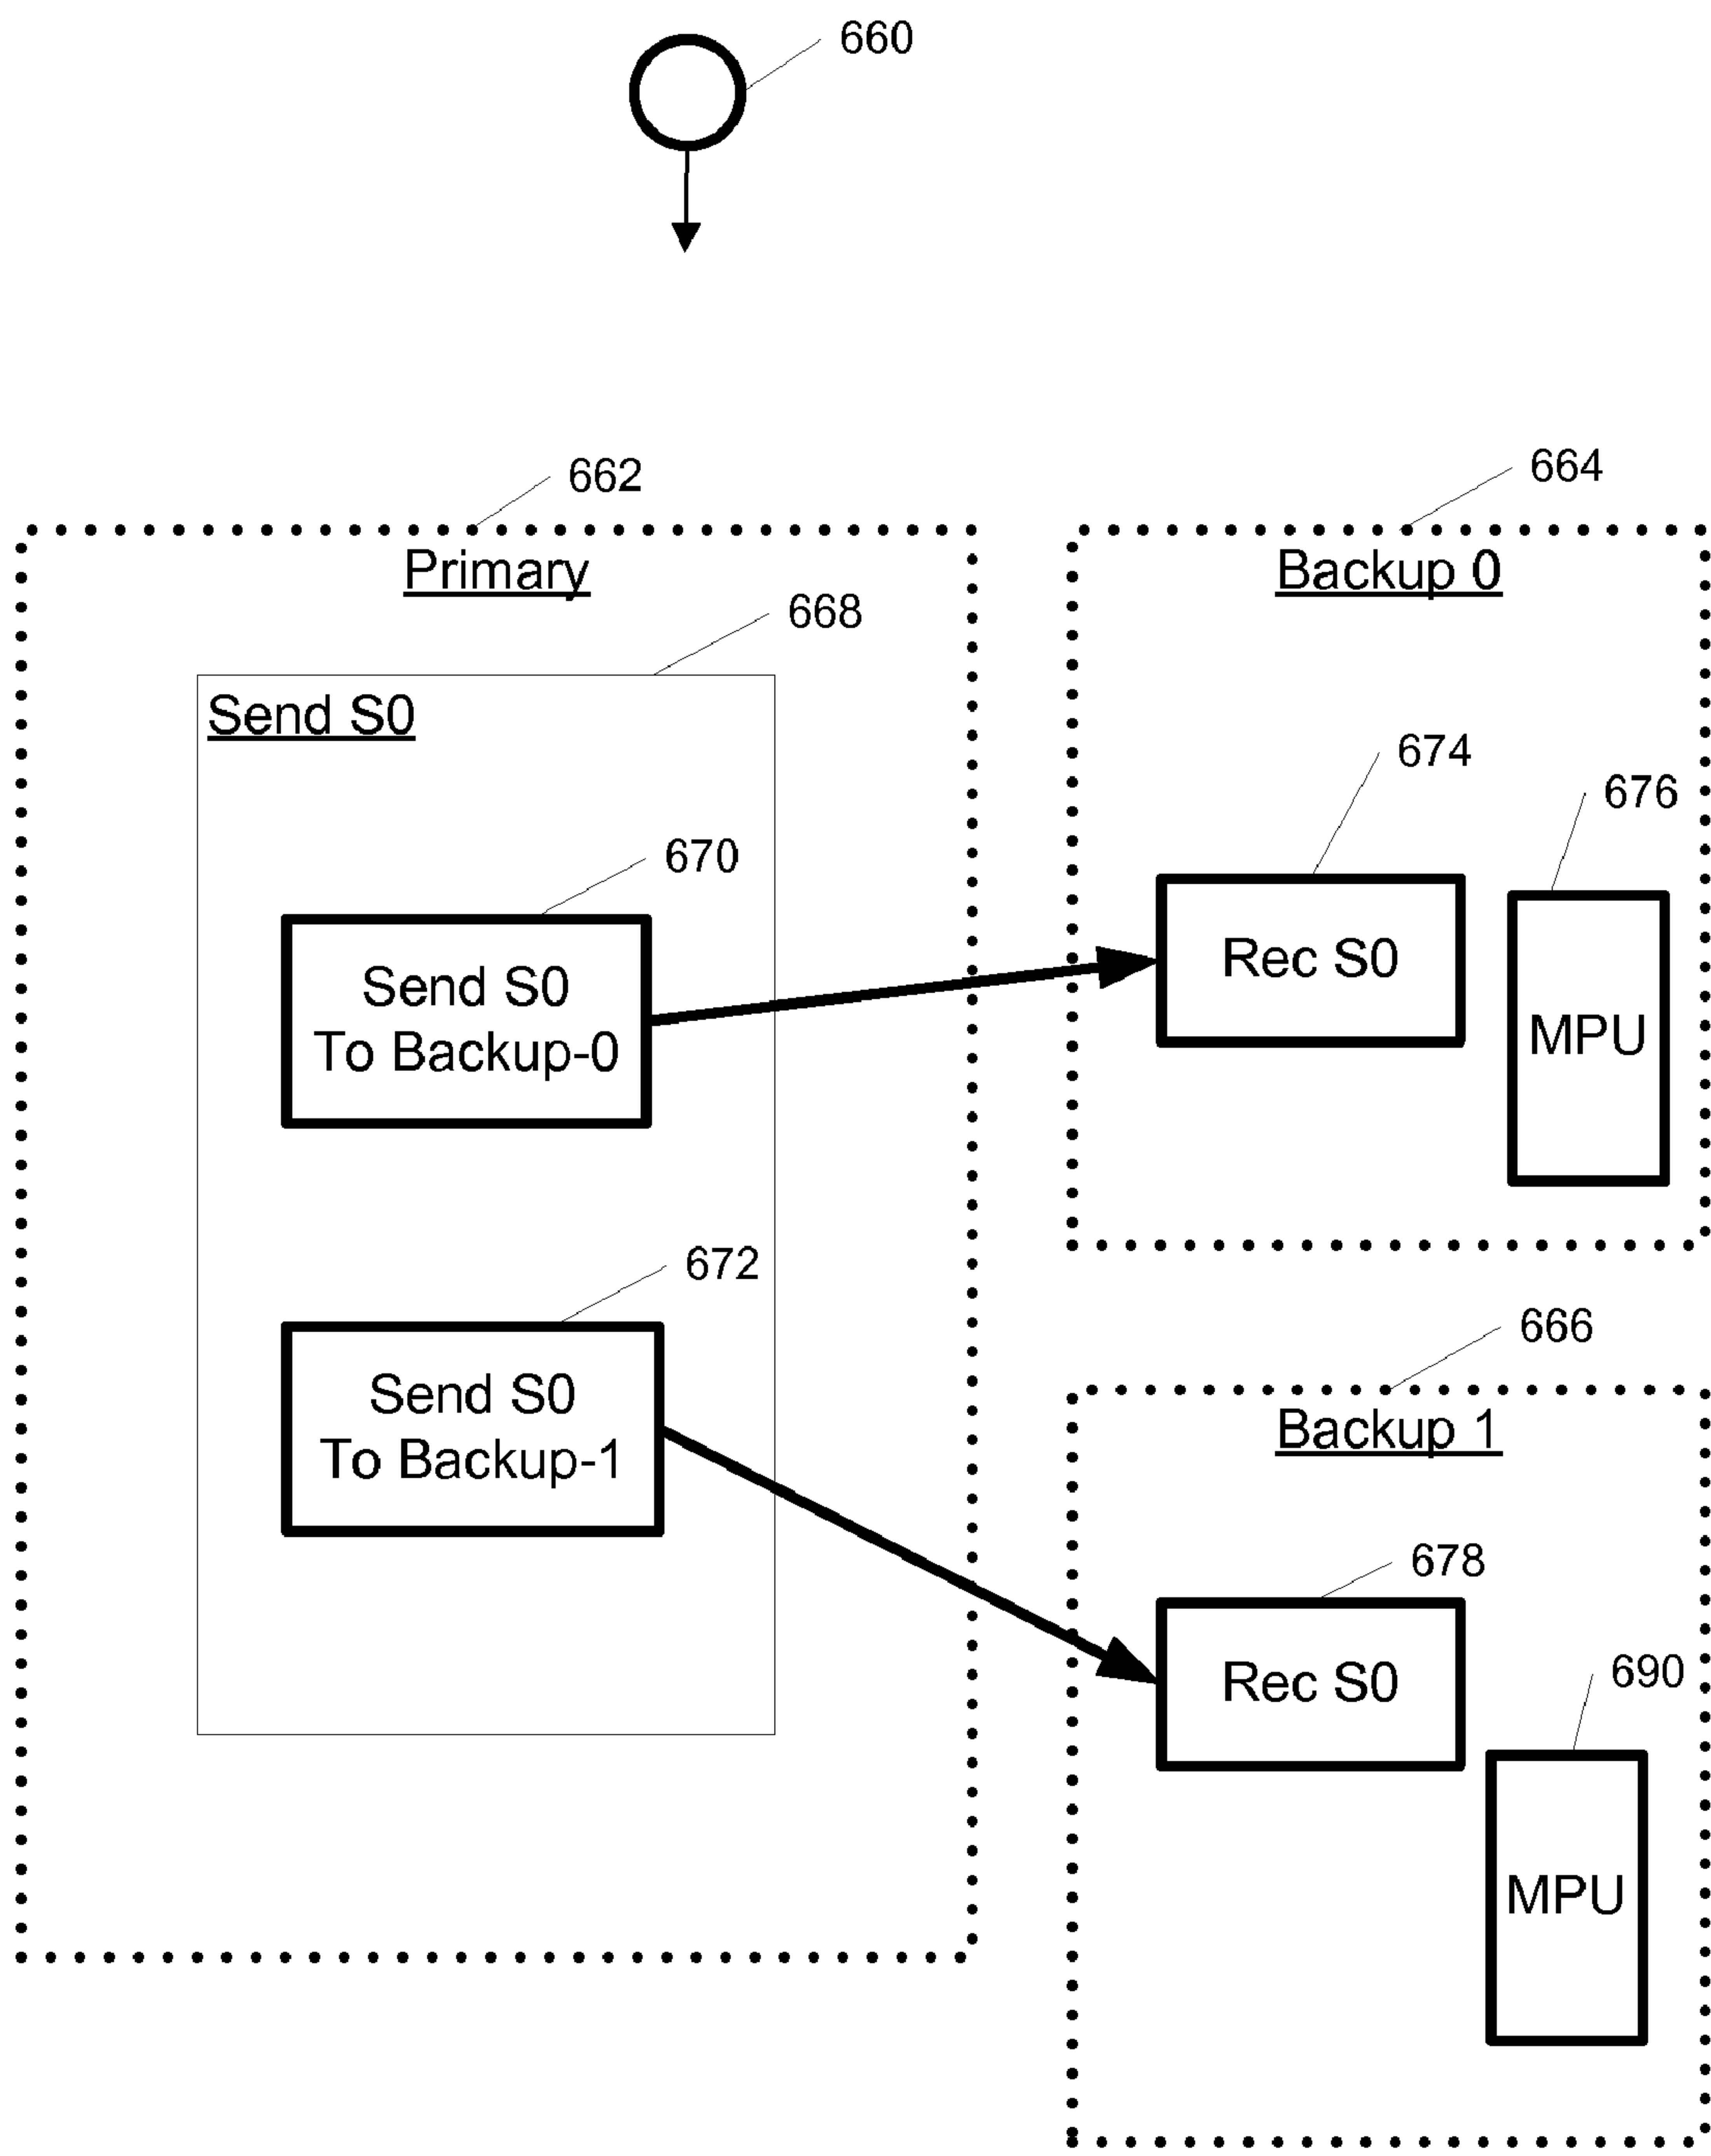 660
662
664
Primary
Backup 0
668
Send S0
674
676
670
Send S0
To Backup-0
Rec S0
MPU
672
666
Send S0
To Backup-1
Backup 1
678
Rec S0
690
MPU